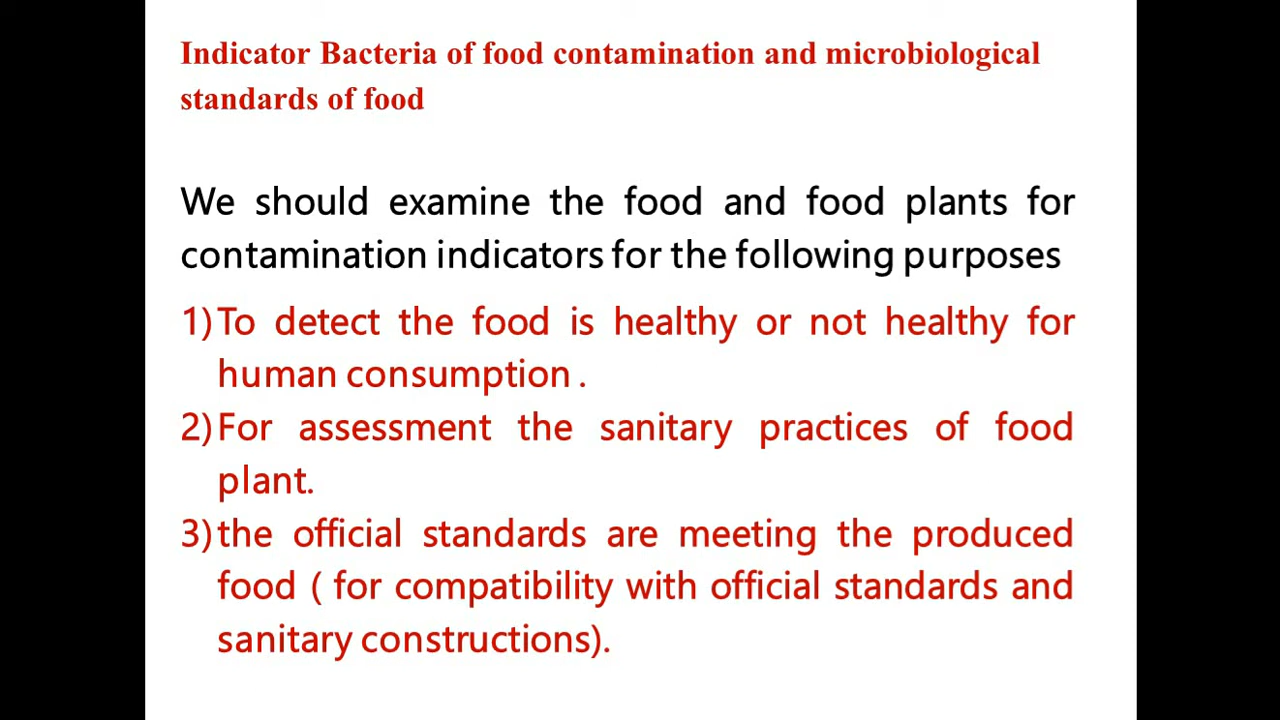 Indicator Bacteria of food contamination and microbiological
standards of food
We should examine the food and food plants for
contamination indicators for the following purposes
1) To detect the food is healthy or not healthy for
human consumption .
2) For assessment the sanitary practices of food
plant.
3) the official standards are meeting the produced
food ( for compatibility with official standards and
sanitary constructions).